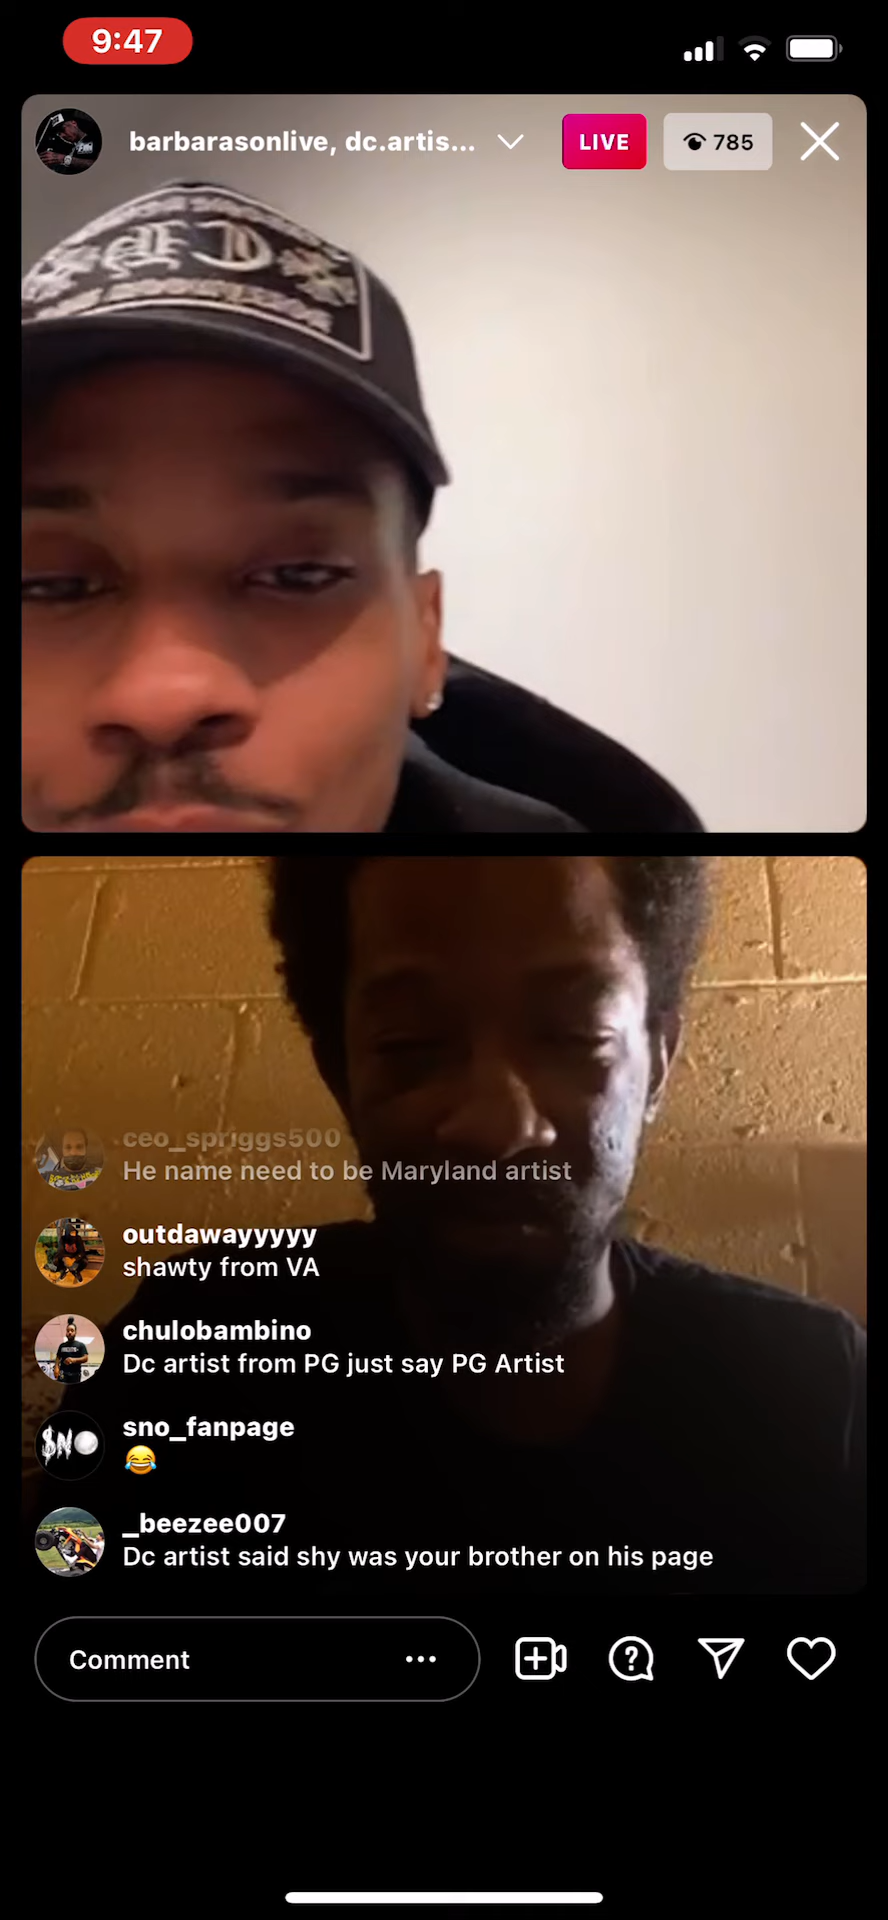 9:47
barbarasonlive, dc.artis...
LIVE
785
ceo_spriggs500
He name need to be Maryland artist
outdawayyyyy
shawty from VA
chulobambino
Dc artist from PG just say PG Artist
sno_fanpage
😂
_beezee007
Dc artist said shy was your brother on his page
Comment